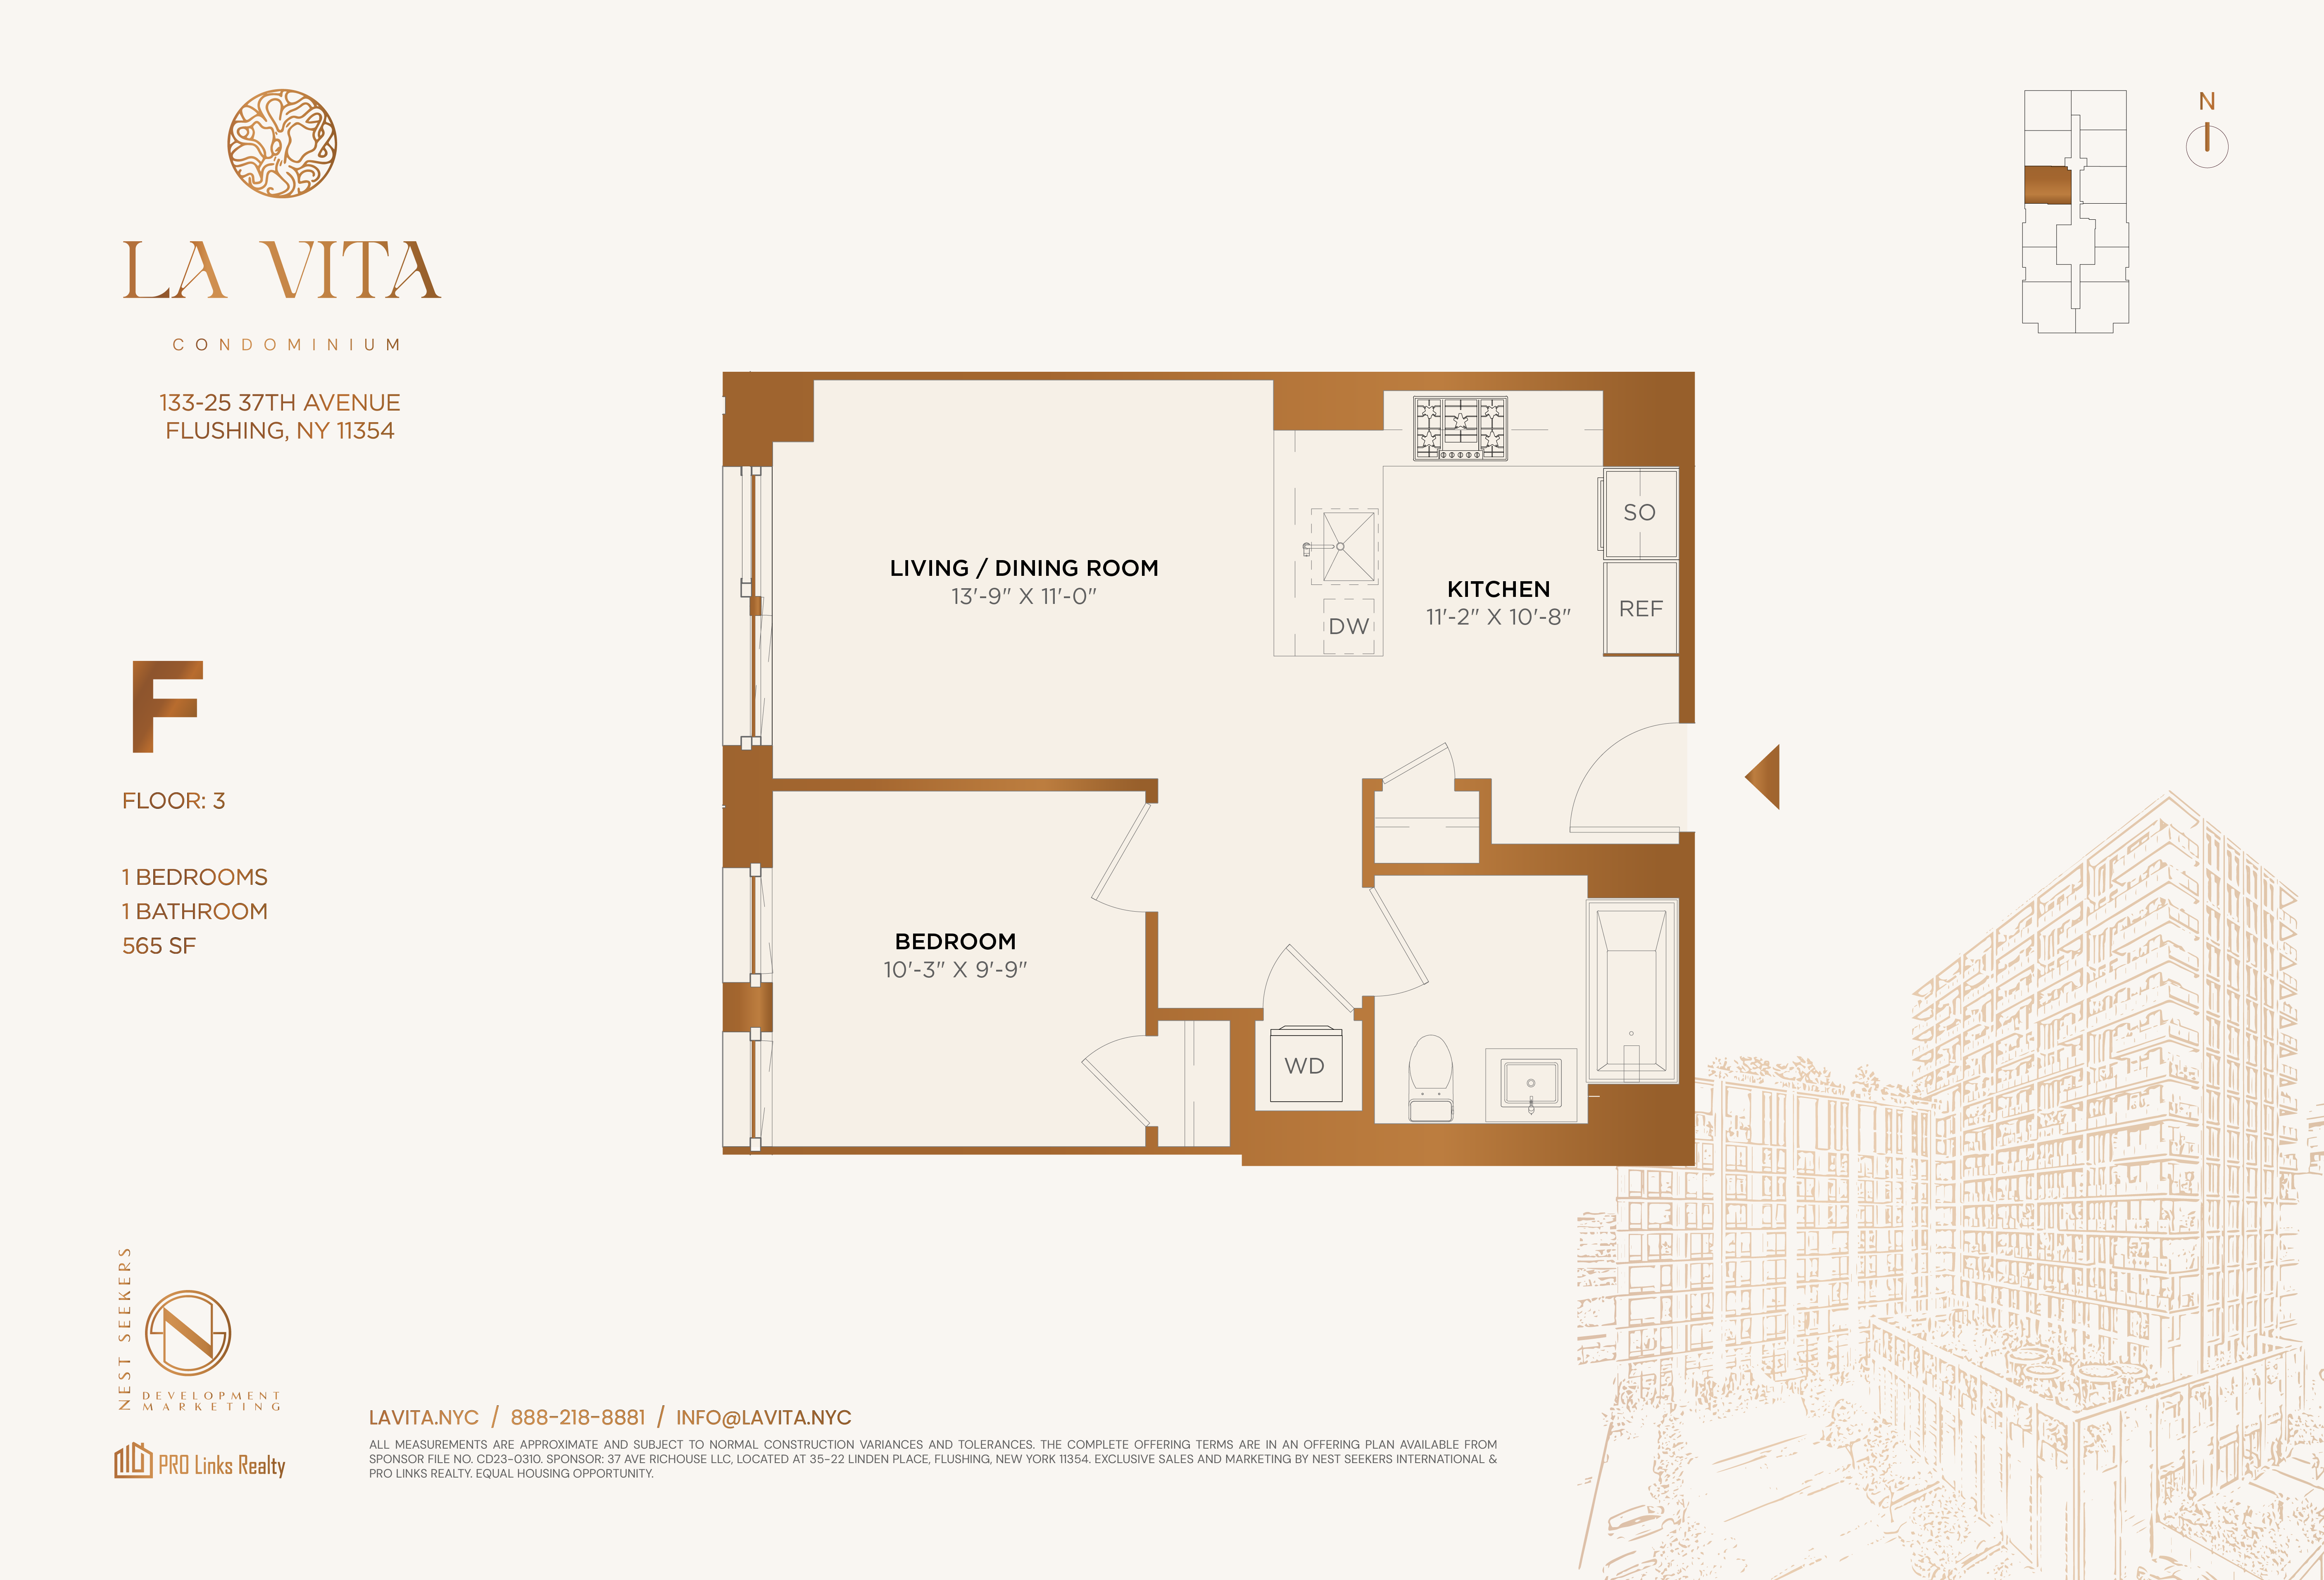 LA VITA
CONDOMINIUM
133-25 37TH AVENUE
FLUSHING, NY 11354
N
F
FLOOR: 3
1 BEDROOMS
1 BATHROOM
565 SF
LIVING / DINING ROOM
13'-9" X 11'-0"
KITCHEN
11'-2" X 10'-8"
SO
REF
DW
BEDROOM
10'-3" X 9'-9"
WD
NEST SEEKERS
DEVELOPMENT
MARKETING
PRO Links Realty
LAVITA.NYC / 888-218-8881 / INFO@LAVITA.NYC
ALL MEASUREMENTS ARE APPROXIMATE AND SUBJECT TO NORMAL CONSTRUCTION VARIANCES AND TOLERANCES. THE COMPLETE OFFERING TERMS ARE IN AN OFFERING PLAN AVAILABLE FROM
SPONSOR FILE NO. CD23-0310. SPONSOR: 37 AVE RICHOUSE LLC, LOCATED AT 35-22 LINDEN PLACE, FLUSHING, NEW YORK 11354. EXCLUSIVE SALES AND MARKETING BY NEST SEEKERS INTERNATIONAL &
PRO LINKS REALTY. EQUAL HOUSING OPPORTUNITY.